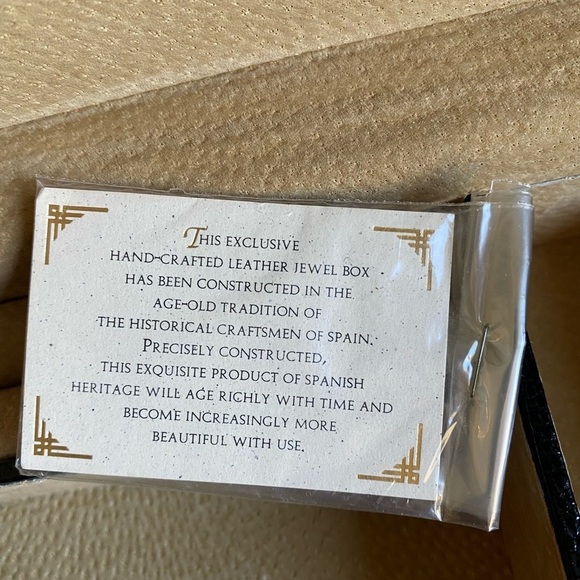 THIS EXCLUSIVE
HAND-CRAFTED LEATHER JEWEL BOX
HAS BEEN CONSTRUCTED IN THE
AGE-OLD TRADITION OF
THE HISTORICAL CRAFTSMEN OF SPAIN.
PRECISELY CONSTRUCTED,
THIS EXQUISITE PRODUCT OF SPANISH
HERITAGE WILL AGE RICHLY WITH TIME AND
BECOME INCREASINGLY MORE
BEAUTIFUL WITH USE.